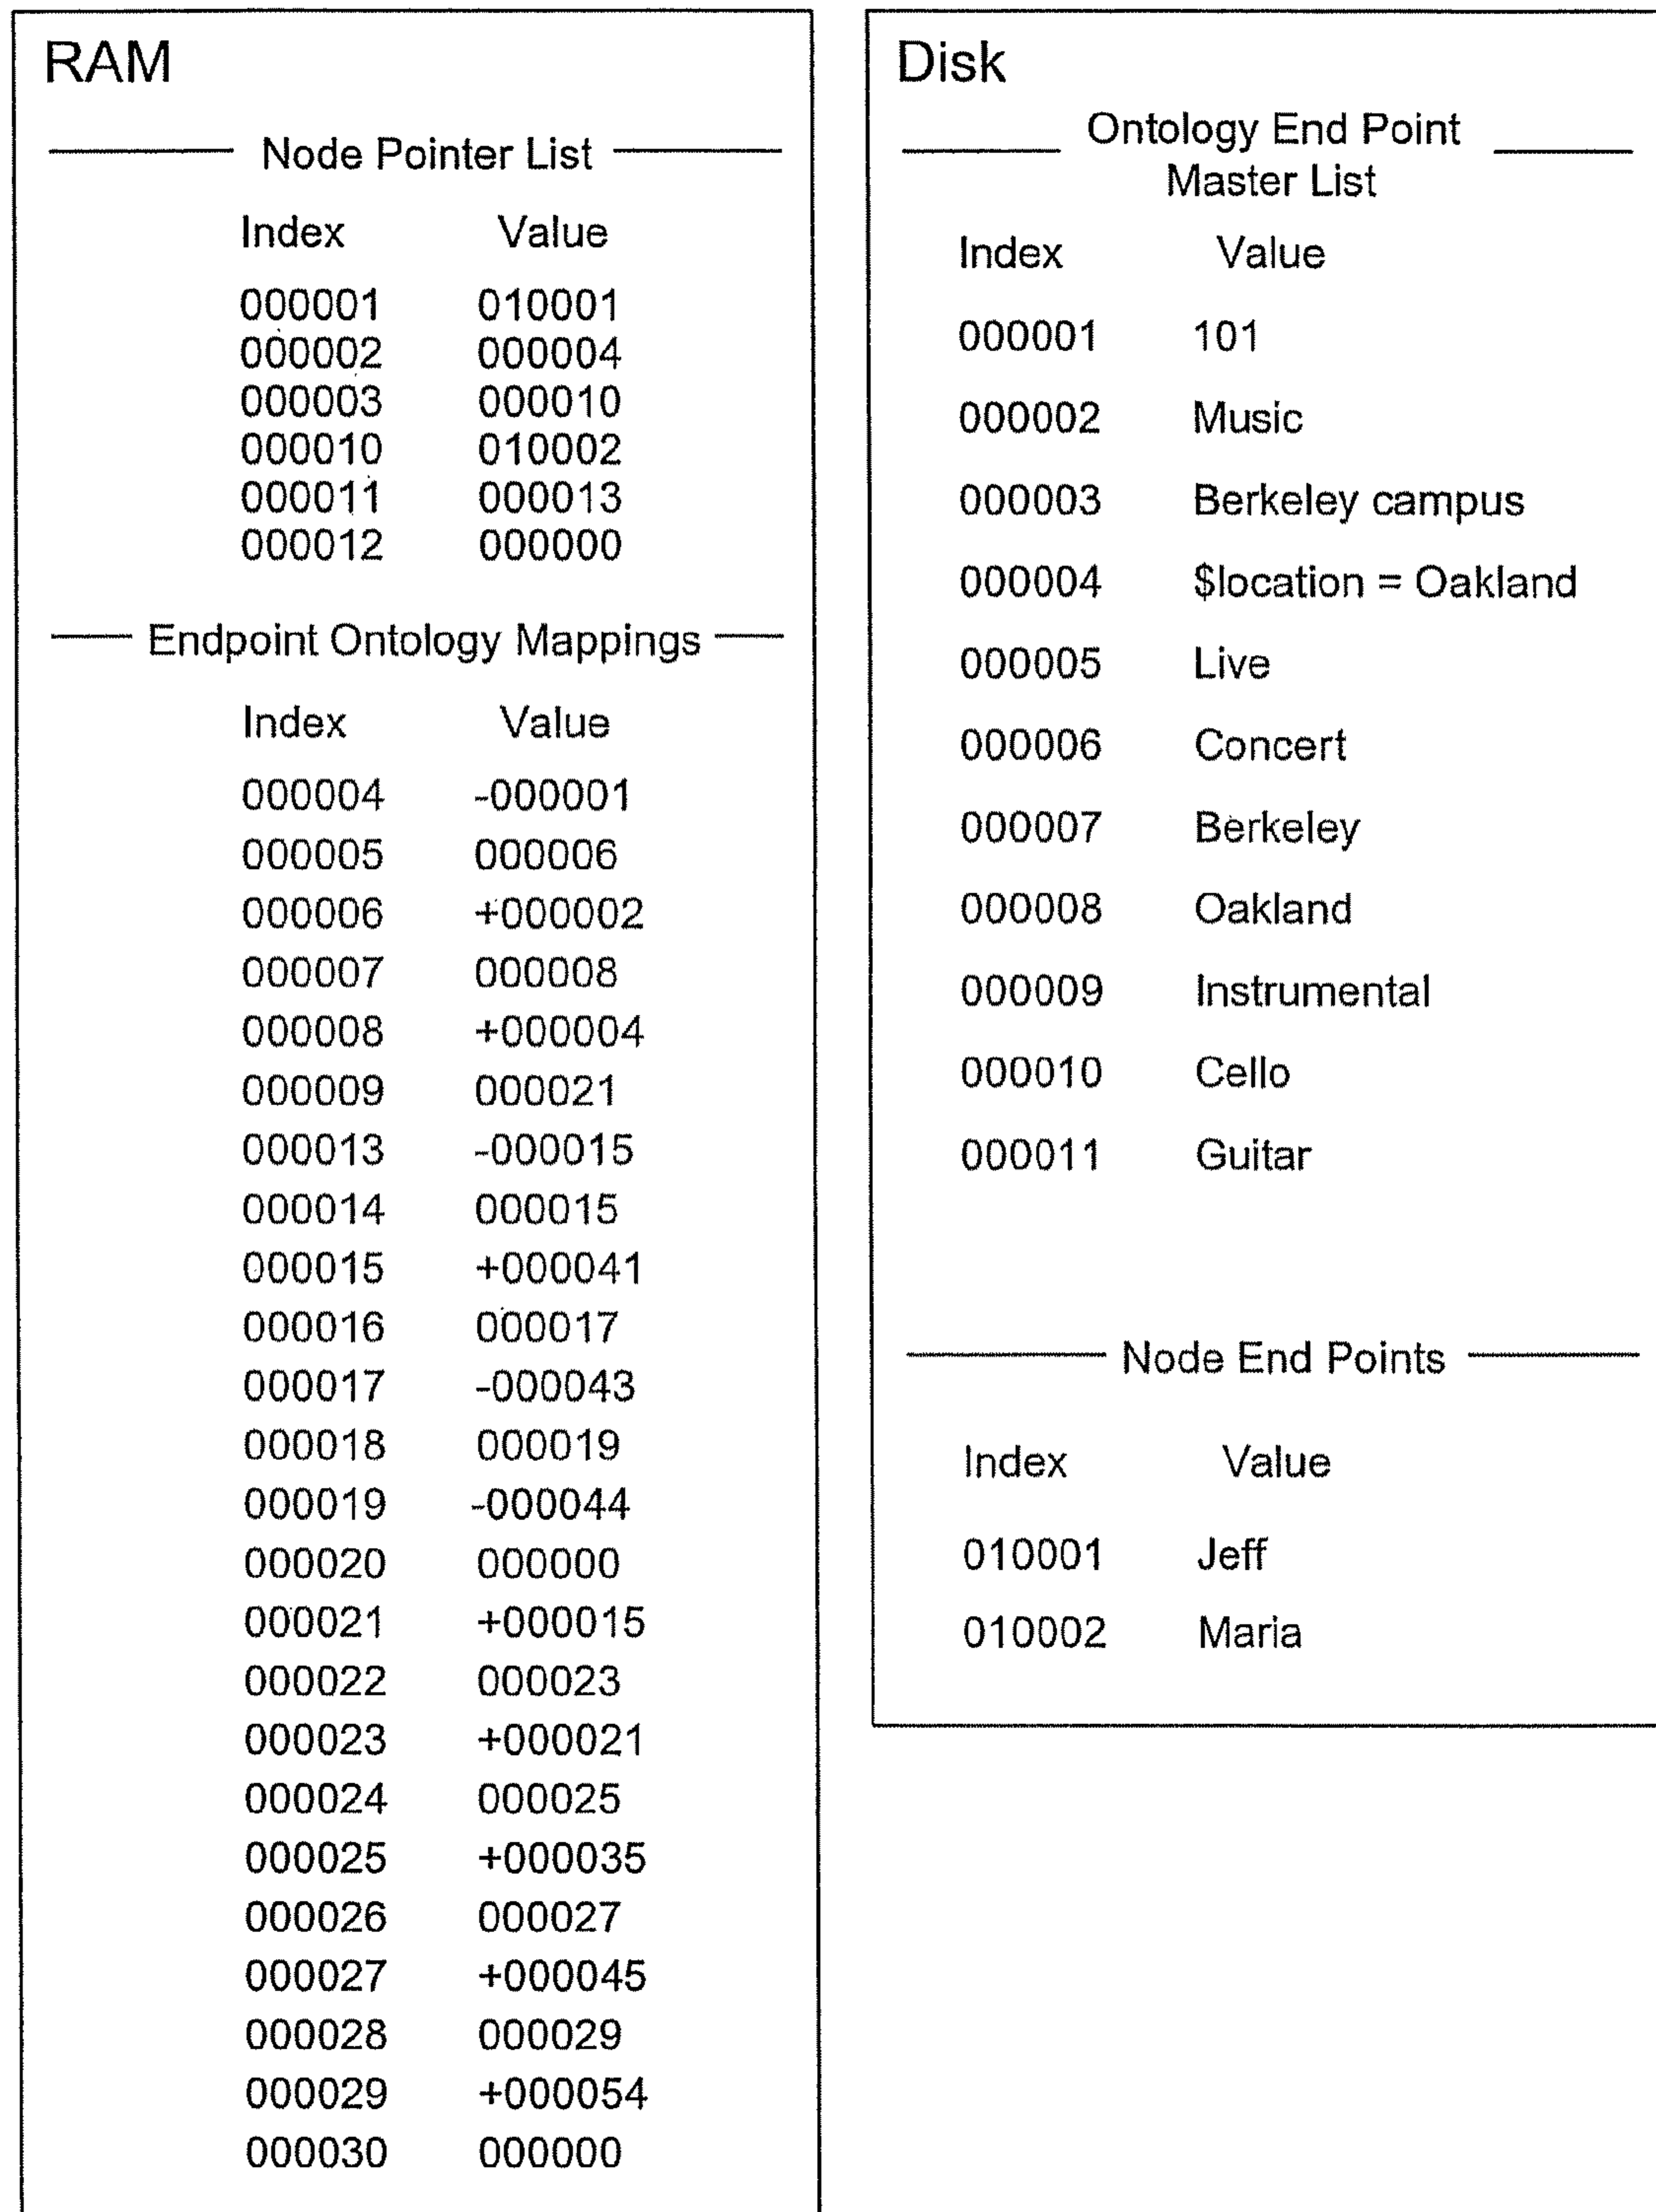 RAM
Node Pointer List
Index Value
000001 010001
000002 000004
000003 000010
000010 010002
000011 000013
000012 000000
Endpoint Ontology Mappings
Index Value
000004 -000001
000005 000006
000006 +000002
000007 000008
000008 +000004
000009 000021
000013 -000015
000014 000015
000015 +000041
000016 000017
000017 -000043
000018 000019
000019 -000044
000020 000000
000021 +000015
000022 000023
000023 +000021
000024 000025
000025 +000035
000026 000027
000027 +000045
000028 000029
000029 +000054
000030 000000
Disk
Ontology End Point
Master List
Index Value
000001 101
000002 Music
000003 Berkeley campus
000004 $location = Oakland
000005 Live
000006 Concert
000007 Berkeley
000008 Oakland
000009 Instrumental
000010 Cello
000011 Guitar
Node End Points
Index Value
010001 Jeff
010002 Maria